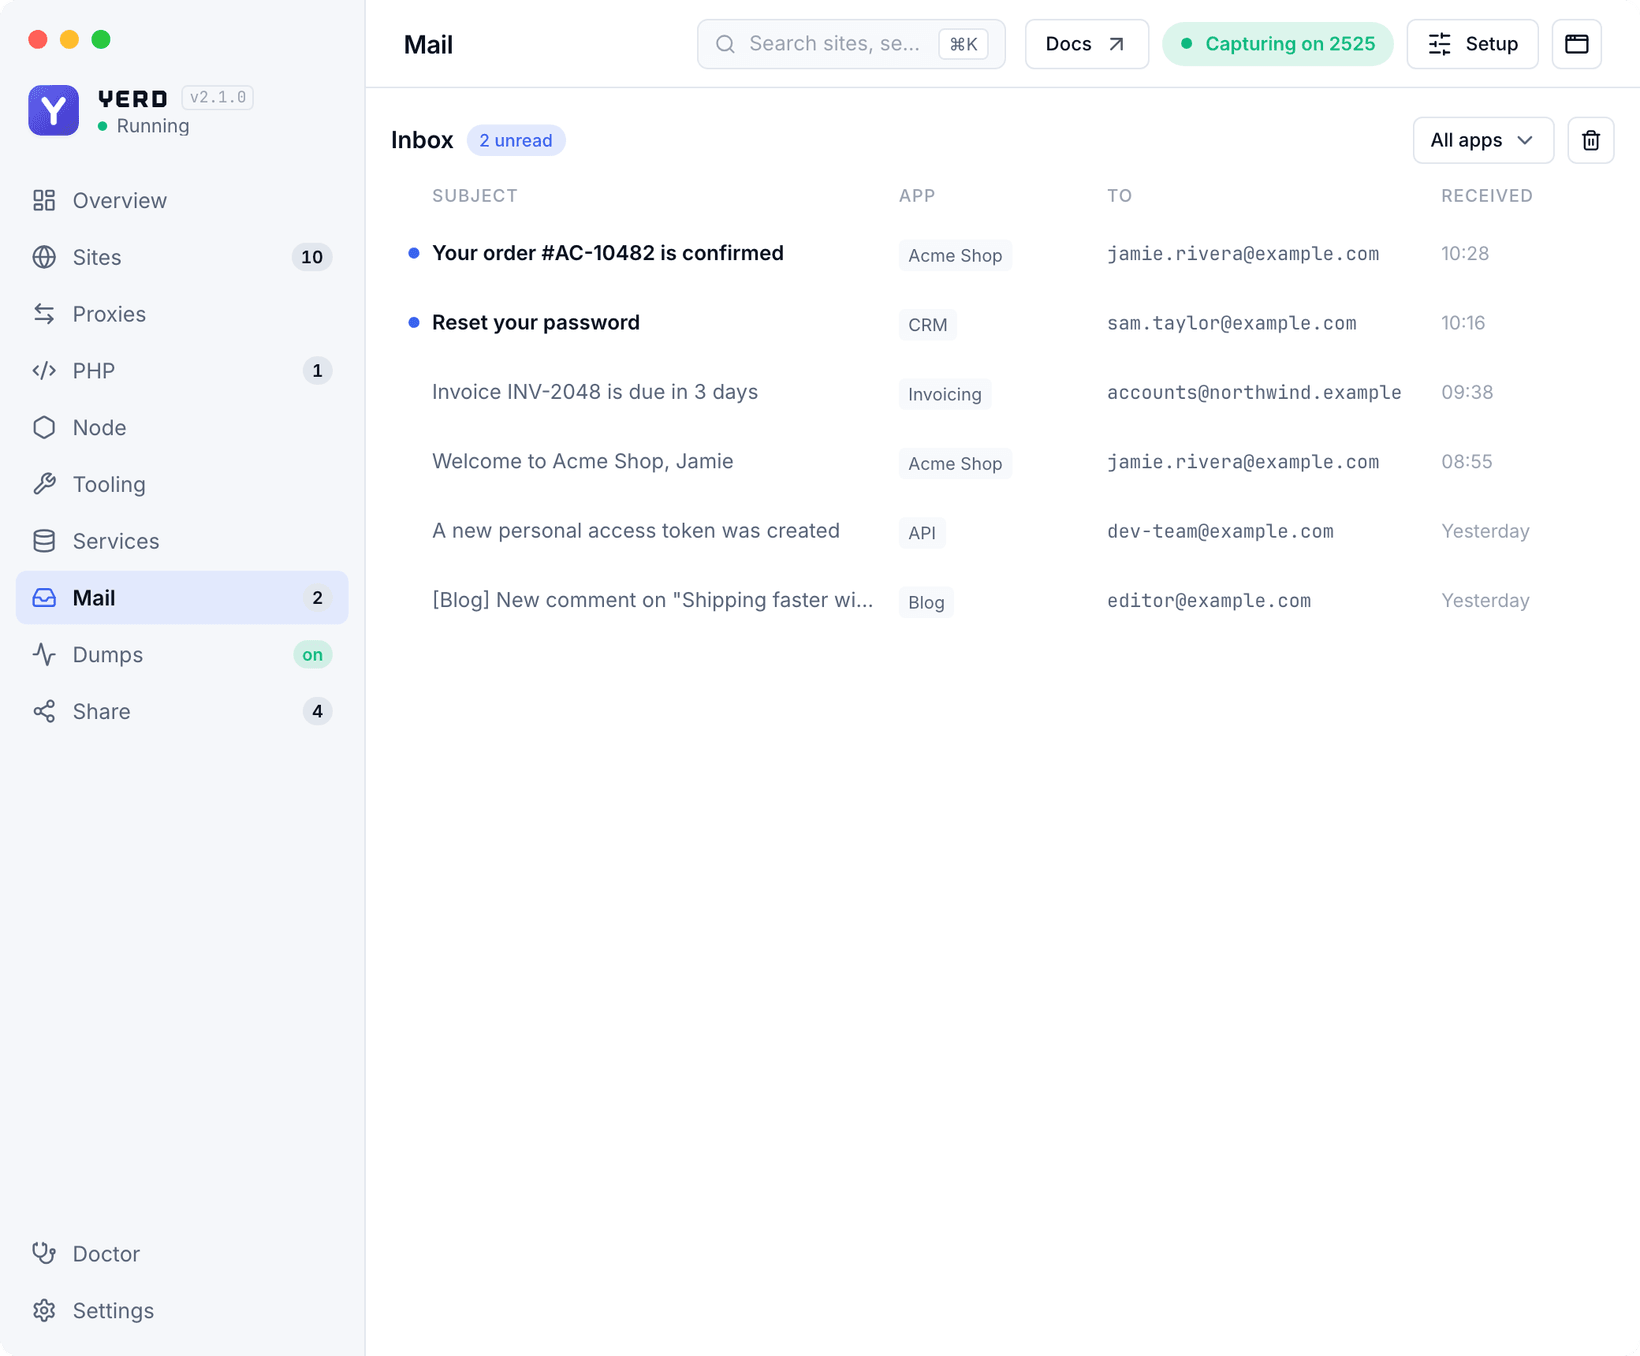 YERD v2.1.0
Running
Overview
Sites 10
Proxies
PHP 1
Node
Tooling
Services
Mail 2
Dumps on
Share 4
Doctor
Settings
Mail
Search sites, se... ⌘K
Docs
Capturing on 2525
Setup
Inbox 2 unread
All apps
SUBJECT APP TO RECEIVED
Your order #AC-10482 is confirmed Acme Shop jamie.rivera@example.com 10:28
Reset your password CRM sam.taylor@example.com 10:16
Invoice INV-2048 is due in 3 days Invoicing accounts@northwind.example 09:38
Welcome to Acme Shop, Jamie Acme Shop jamie.rivera@example.com 08:55
A new personal access token was created API dev-team@example.com Yesterday
[Blog] New comment on "Shipping faster wi... Blog editor@example.com Yesterday